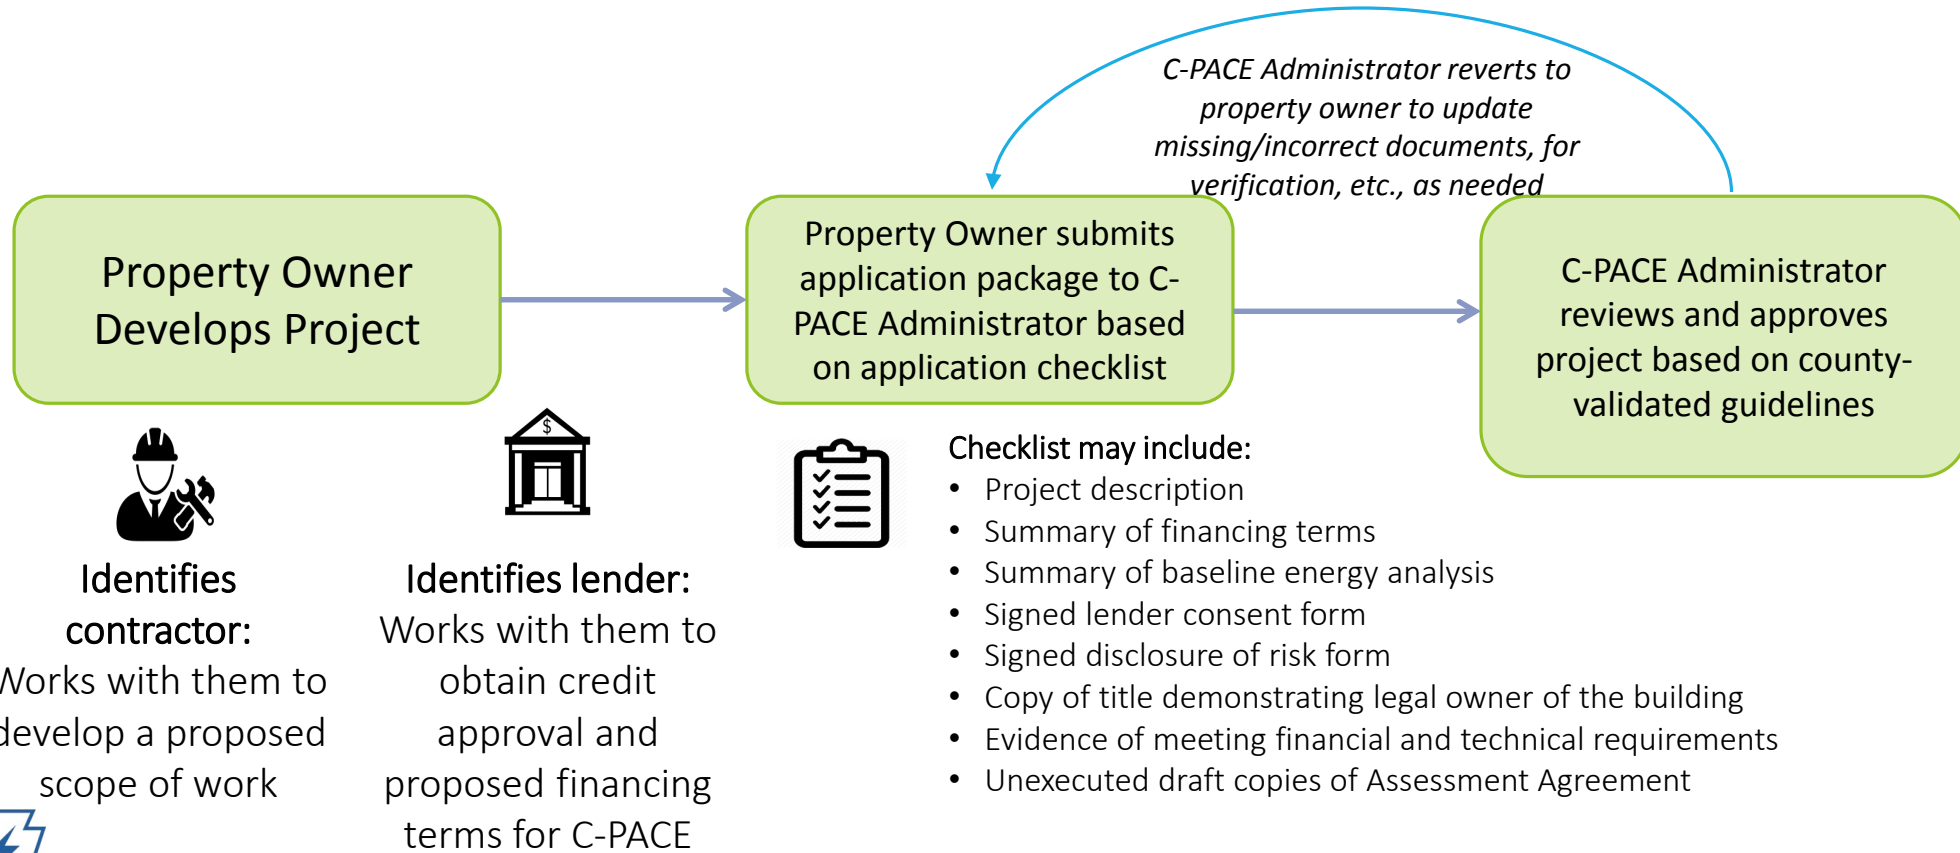 C-PACE Administrator reverts to
property owner to update
missing/incorrect documents, for
verification, etc., as needed
Property Owner
Develops Project
Property Owner submits
application package to C-
PACE Administrator based
on application checklist
C-PACE Administrator
reviews and approves
project based on county-
validated guidelines
$
Identifies
contractor:
Works with them to
develop a proposed
scope of work
Identifies lender:
Works with them to
obtain credit
approval and
proposed financing
terms for C-PACE
Checklist may include:
• Project description
• Summary of financing terms
• Summary of baseline energy analysis
• Signed lender consent form
• Signed disclosure of risk form
• Copy of title demonstrating legal owner of the building
• Evidence of meeting financial and technical requirements
• Unexecuted draft copies of Assessment Agreement